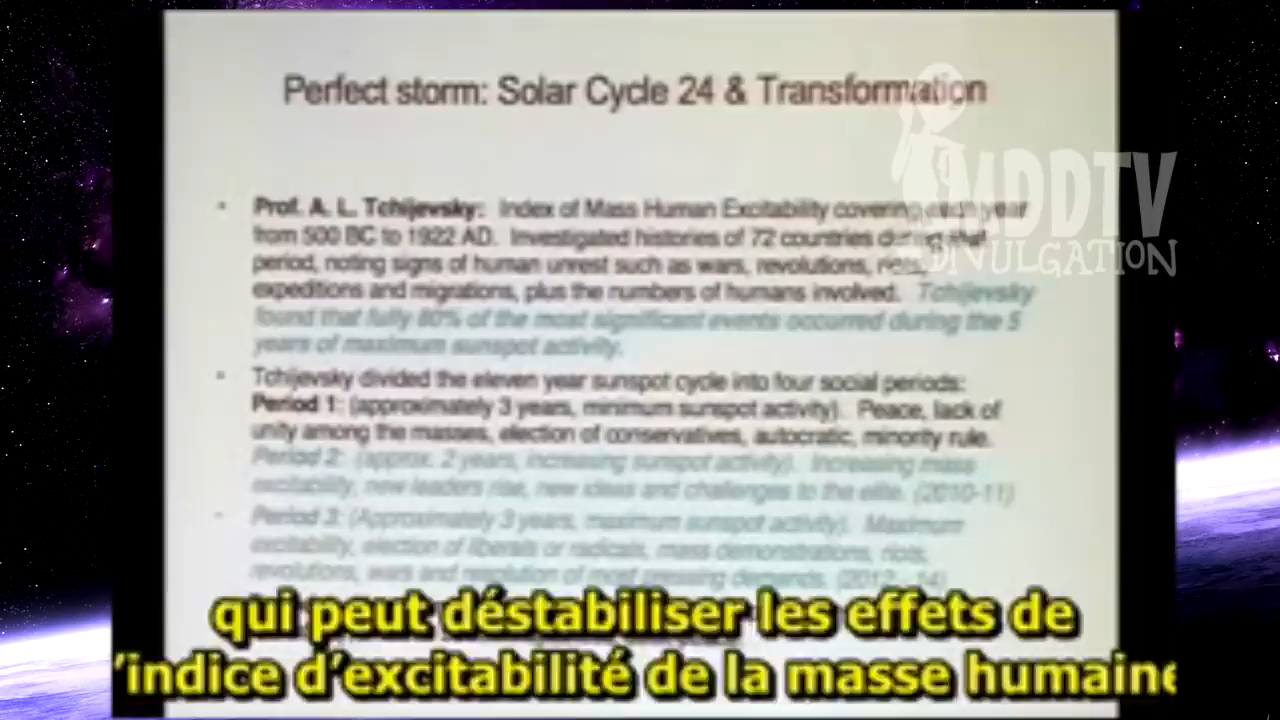 Perfect storm: Solar Cycle 24 & Transformation
MDDTV
DIVULGATION
• Prof. A. L. Tchijevsky: Index of Mass Human Excitability covering each year
from 500 BC to 1922 AD. Investigated histories of 72 countries during that
period, noting signs of human unrest such as wars, revolutions, riots,
expeditions and migrations, plus the numbers of humans involved. Tchijevsky
found that fully 80% of the most significant events occurred during the 5
years of maximum sunspot activity.
• Tchijevsky divided the eleven year sunspot cycle into four social periods:
Period 1: (approximately 3 years, minimum sunspot activity). Peace, lack of
unity among the masses, election of conservatives, autocratic, minority rule.
Period 2: (approx. 2 years, increasing sunspot activity). Increasing mass
excitability, new leaders rise, new ideas and challenges to the elite. (2010-11)
• Period 3: (Approximately 3 years, maximum sunspot activity). Maximum
excitability, election of liberals or radicals, mass demonstrations, riots,
revolutions, wars and resolution of most pressing demands.
qui peut déstabiliser les effets de
’indice d’excitabilité de la masse humaine